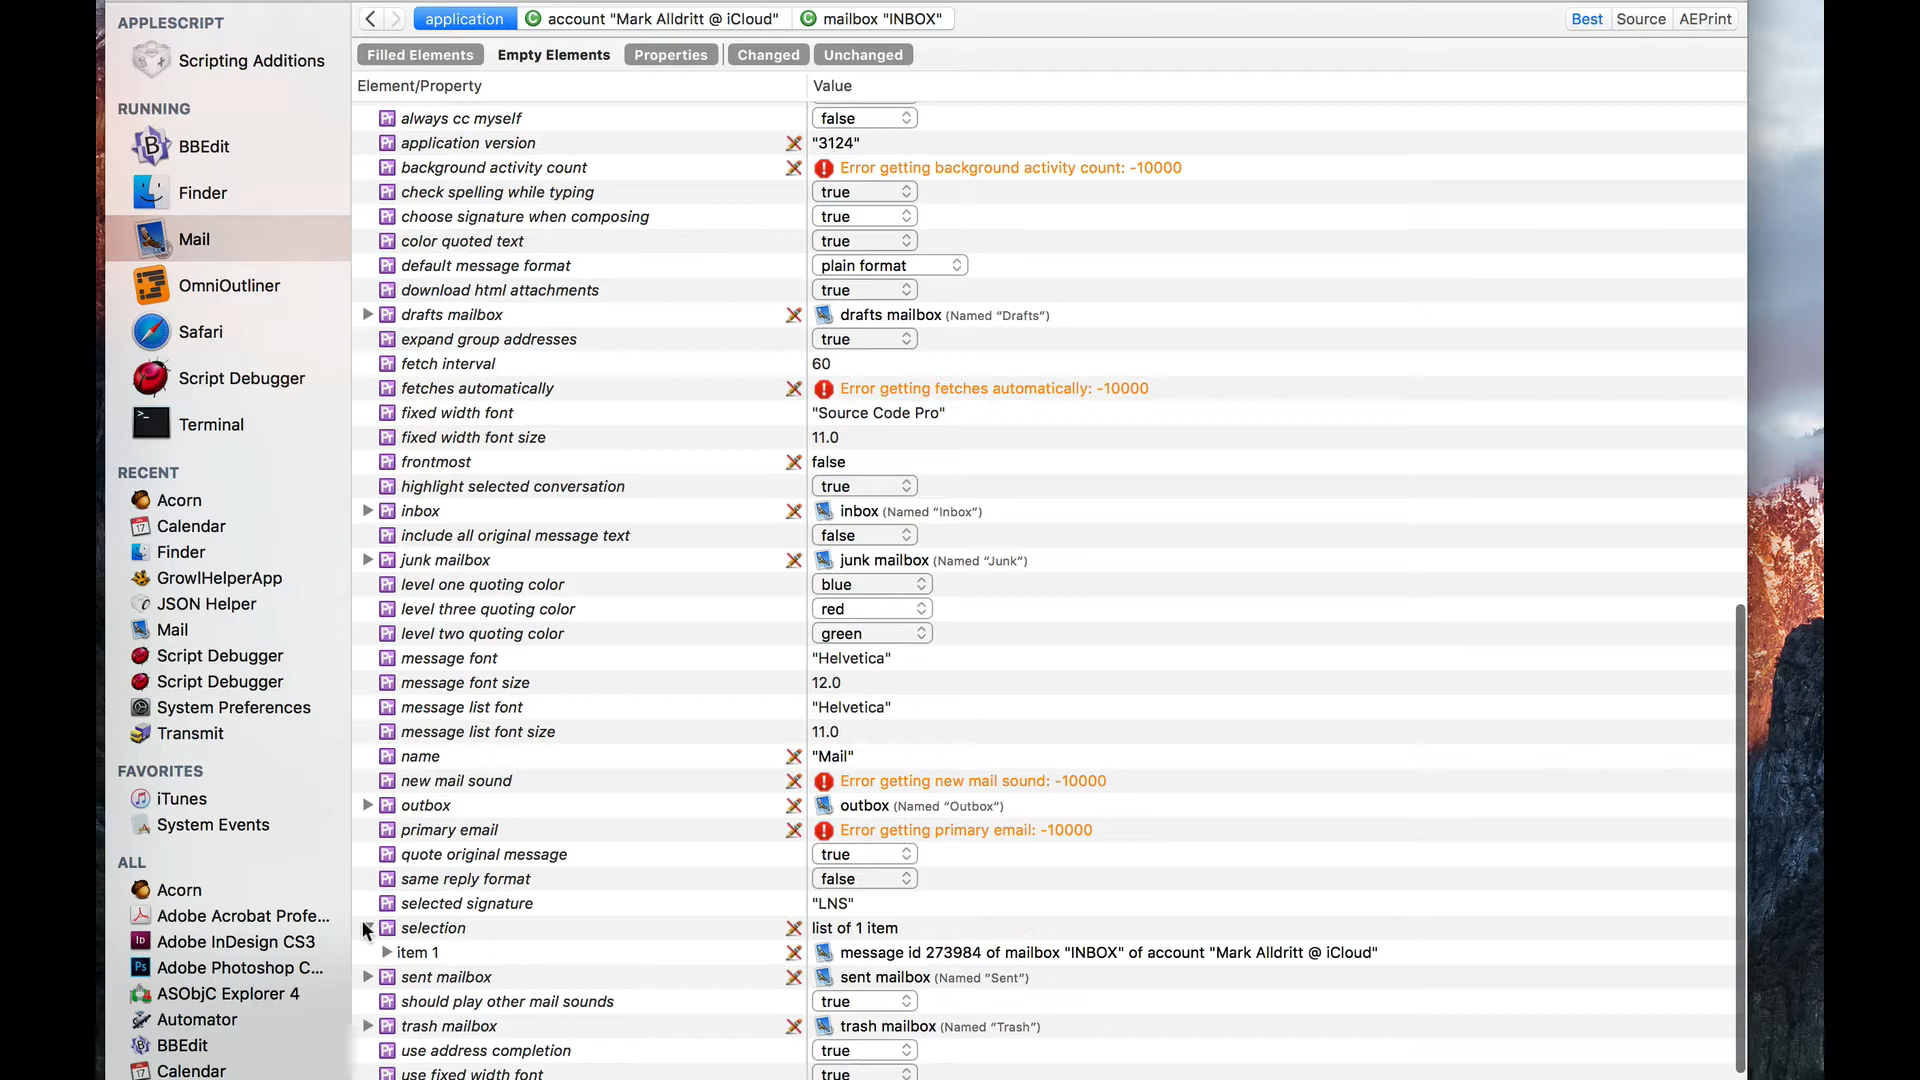 APPLESCRIPT
Scripting Additions
RUNNING
BBEdit
Finder
Mail
OmniOutliner
Safari
Script Debugger
Terminal
RECENT
Acorn
Calendar
Finder
GrowlHelperApp
JSON Helper
Mail
Script Debugger
Script Debugger
System Preferences
Transmit
FAVORITES
iTunes
System Events
ALL
Acorn
Adobe Acrobat Profe...
Adobe InDesign CS3
Adobe Photoshop C...
ASObjC Explorer 4
Automator
BBEdit
Calendar
application account "Mark Alldritt @ iCloud" mailbox "INBOX" Best Source AEPrint
Filled Elements Empty Elements Properties Changed Unchanged
Element/Property Value
always cc myself false
application version "3124"
background activity count Error getting background activity count: -10000
check spelling while typing true
choose signature when composing true
color quoted text true
default message format plain format
download html attachments true
drafts mailbox drafts mailbox (Named “Drafts”)
expand group addresses true
fetch interval 60
fetches automatically Error getting fetches automatically: -10000
fixed width font "Source Code Pro"
fixed width font size 11.0
frontmost false
highlight selected conversation true
inbox inbox (Named “Inbox”)
include all original message text false
junk mailbox junk mailbox (Named “Junk”)
level one quoting color blue
level three quoting color red
level two quoting color green
message font "Helvetica"
message font size 12.0
message list font "Helvetica"
message list font size 11.0
name "Mail"
new mail sound Error getting new mail sound: -10000
outbox outbox (Named “Outbox”)
primary email Error getting primary email: -10000
quote original message true
same reply format false
selected signature "LNS"
selection list of 1 item
item 1 message id 273984 of mailbox "INBOX" of account "Mark Alldritt @ iCloud"
sent mailbox sent mailbox (Named “Sent”)
should play other mail sounds true
trash mailbox trash mailbox (Named “Trash”)
use address completion true
use fixed width font true